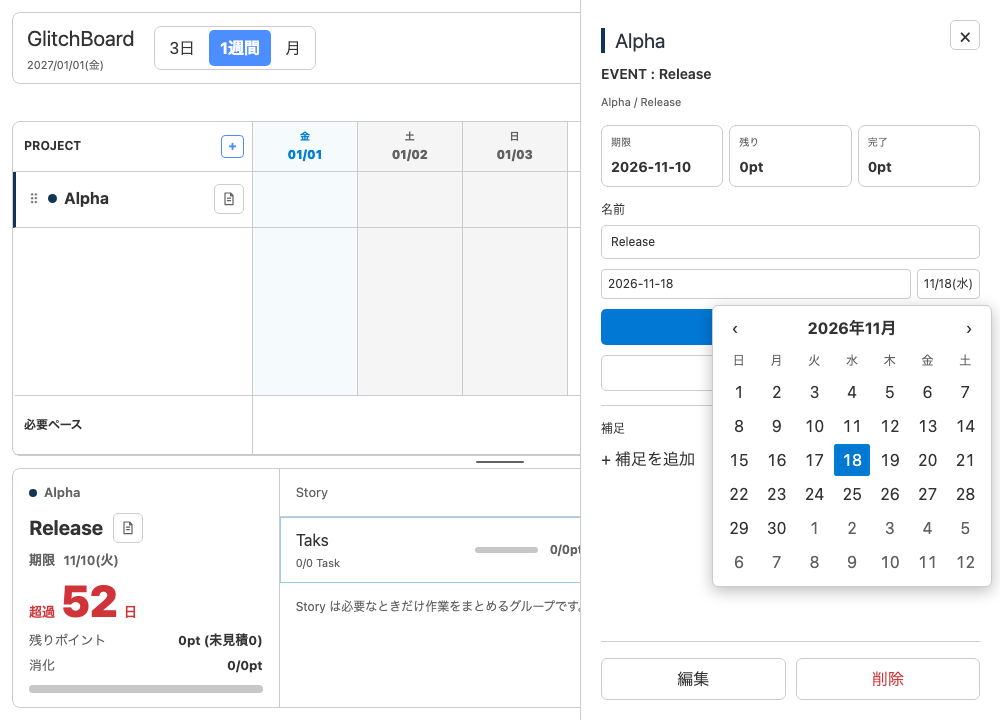 GlitchBoard
2027/01/01(金)
3日 1週間 月
PROJECT +
金 土 日
01/01 01/02 01/03
Alpha
必要ペース
Alpha
Release
期限 11/10(火)
超過 52 日
残りポイント 0pt (未見積0)
消化 0/0pt
Story
Taks
0/0 Task
0/0pt
Story は必要なときだけ作業をまとめるグループです。
Alpha
×
EVENT : Release
Alpha / Release
期限 残り 完了
2026-11-10 0pt 0pt
名前
Release
2026-11-18 11/18(水)
‹ 2026年11月 ›
日 月 火 水 木 金 土
1 2 3 4 5 6 7
8 9 10 11 12 13 14
15 16 17 18 19 20 21
22 23 24 25 26 27 28
29 30 1 2 3 4 5
6 7 8 9 10 11 12
補足
+ 補足を追加
編集 削除